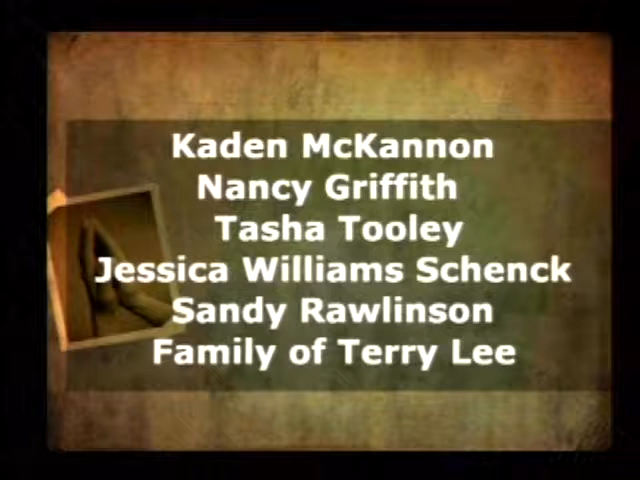 Kaden McKannon
Nancy Griffith
Tasha Tooley
Jessica Williams Schenck
Sandy Rawlinson
Family of Terry Lee